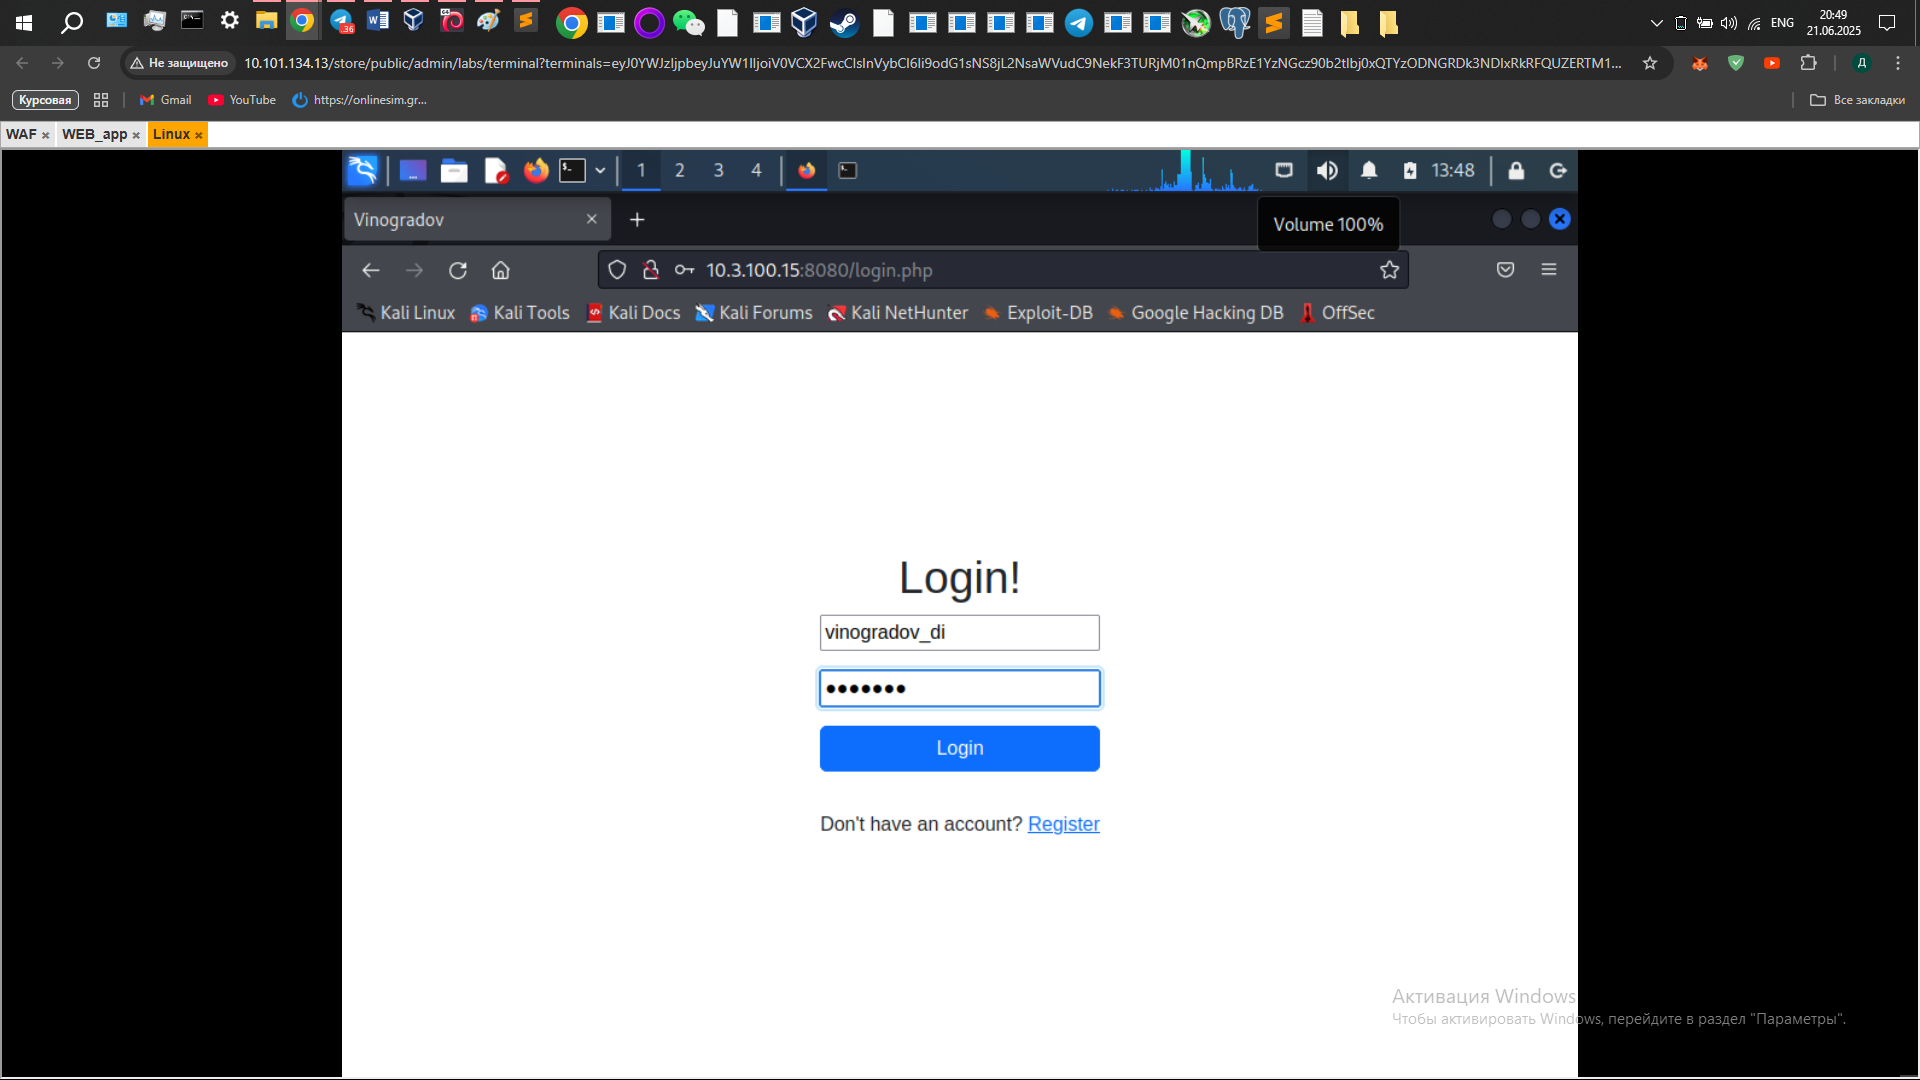 36
ENG
20:49
21.06.2025
Не защищено
10.101.134.13/store/public/admin/labs/terminal?terminals=eyJ0YWJzIjpbeyJuYW1lIjoiV0VCX2FwcCIsInVybCI6Ii9odG1sNS8jL2NsaWVudC9NekF3TURjM01nQmpBRzE1YzNGcz90b2tlbj0xQTYzODNGRDk3NDIxRkRFQUZERTM1...
Д
Курсовая
Gmail
YouTube
https://onlinesim.gr...
Все закладки
WAF ×
WEB_app ×
Linux ×
1
2
3
4
13:48
Vinogradov
Volume 100%
10.3.100.15:8080/login.php
Kali Linux
Kali Tools
Kali Docs
Kali Forums
Kali NetHunter
Exploit-DB
Google Hacking DB
OffSec
Login!
vinogradov_di
•••••••
Login
Don't have an account? Register
Активация Windows
Чтобы активировать Windows, перейдите в раздел "Параметры".